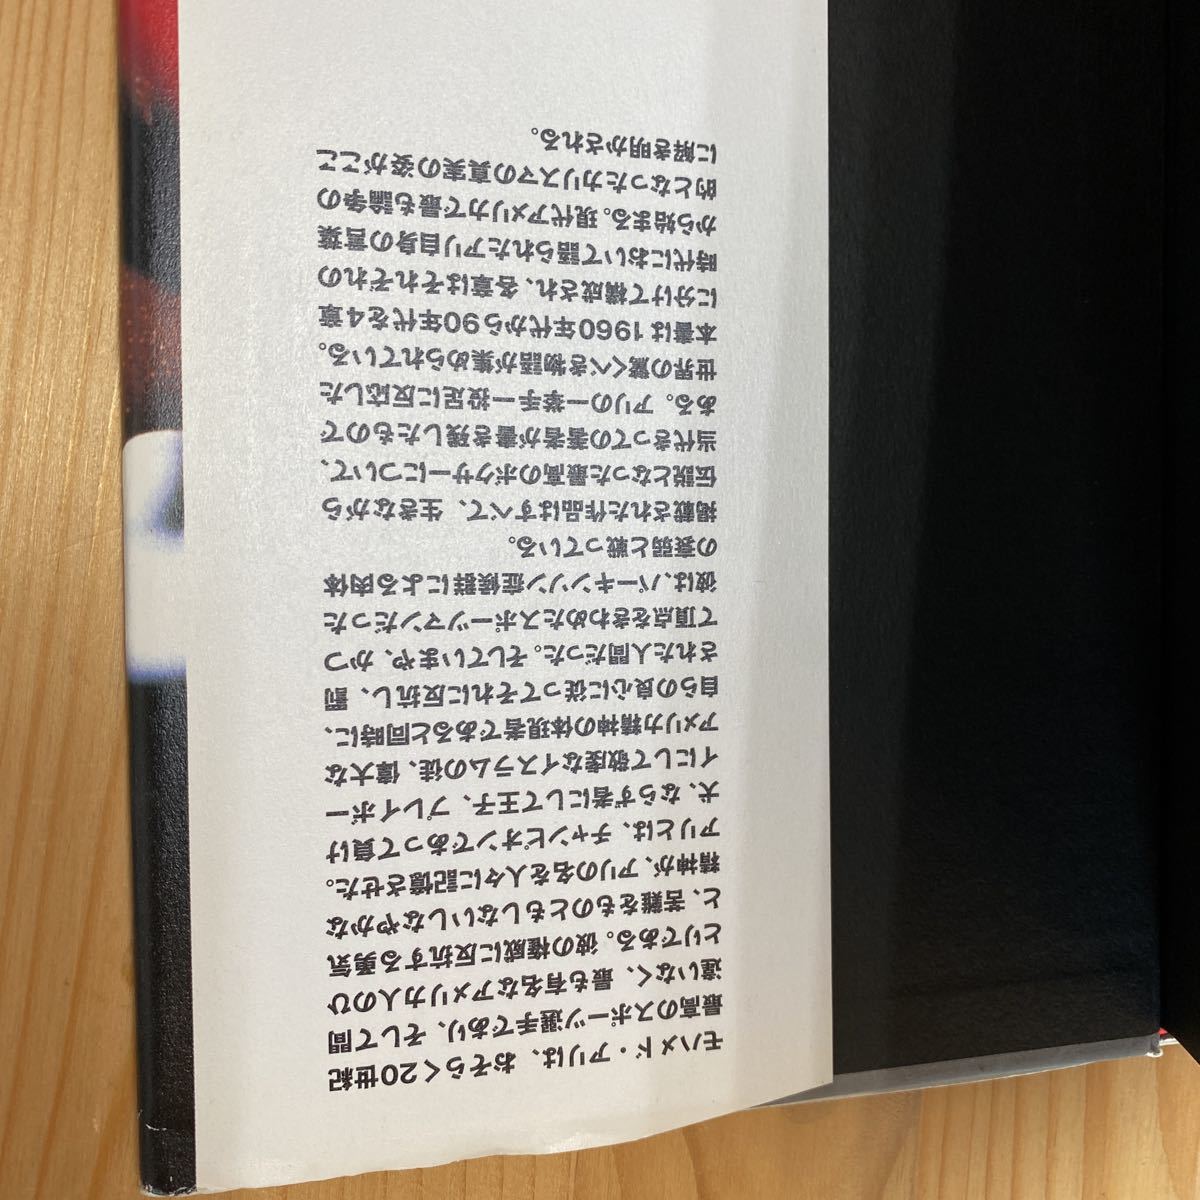 モハメド・アリは、おそらく20世紀
最高のスポーツ選手であり、そして間
違いなく、最も有名なアメリカ人のひ
とりである。彼の権威に反抗する勇気
と、苦難をものともしないしなやかな
精神が、アリの名を人々に記憶させた。
アリとは、チャンピオンであって負け
犬、ならず者にして王子、プレイボー
イにして敬虔なイスラムの徒、偉大な
アメリカ精神の体現者であると同時に、
自らの良心に従ってそれに反抗し、罰
された人間だった。そしていまや、かつ
て頂点をきわめたスポーツマンだった
彼は、パーキンソン症候群による肉体
の衰弱と戦っている。
掲載された作品はすべて、生きながら
伝説となった最高のボクサーについて、
当代きっての著者が書き残したもので
ある。アリの一挙手一投足に反応した
世界の驚くべき物語が集められている。
本書は1960年代から90年代を4章
に分けて構成され、各章はそれぞれの
時代において語られたアリ自身の言葉
から始まる。現代アメリカで最も論争の
的となったカリスマの真実の姿がここ
に解き明かされる。